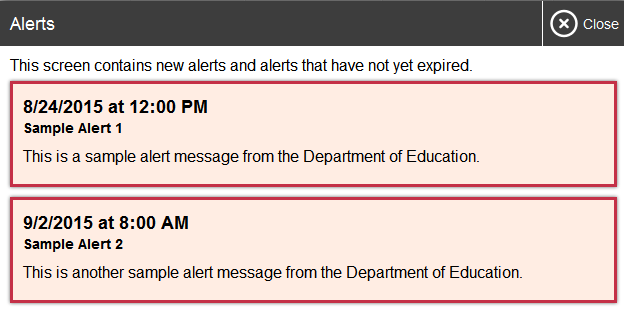 Alerts
Close
This screen contains new alerts and alerts that have not yet expired.
8/24/2015 at 12:00 PM
Sample Alert 1
This is a sample alert message from the Department of Education.
9/2/2015 at 8:00 AM
Sample Alert 2
This is another sample alert message from the Department of Education.